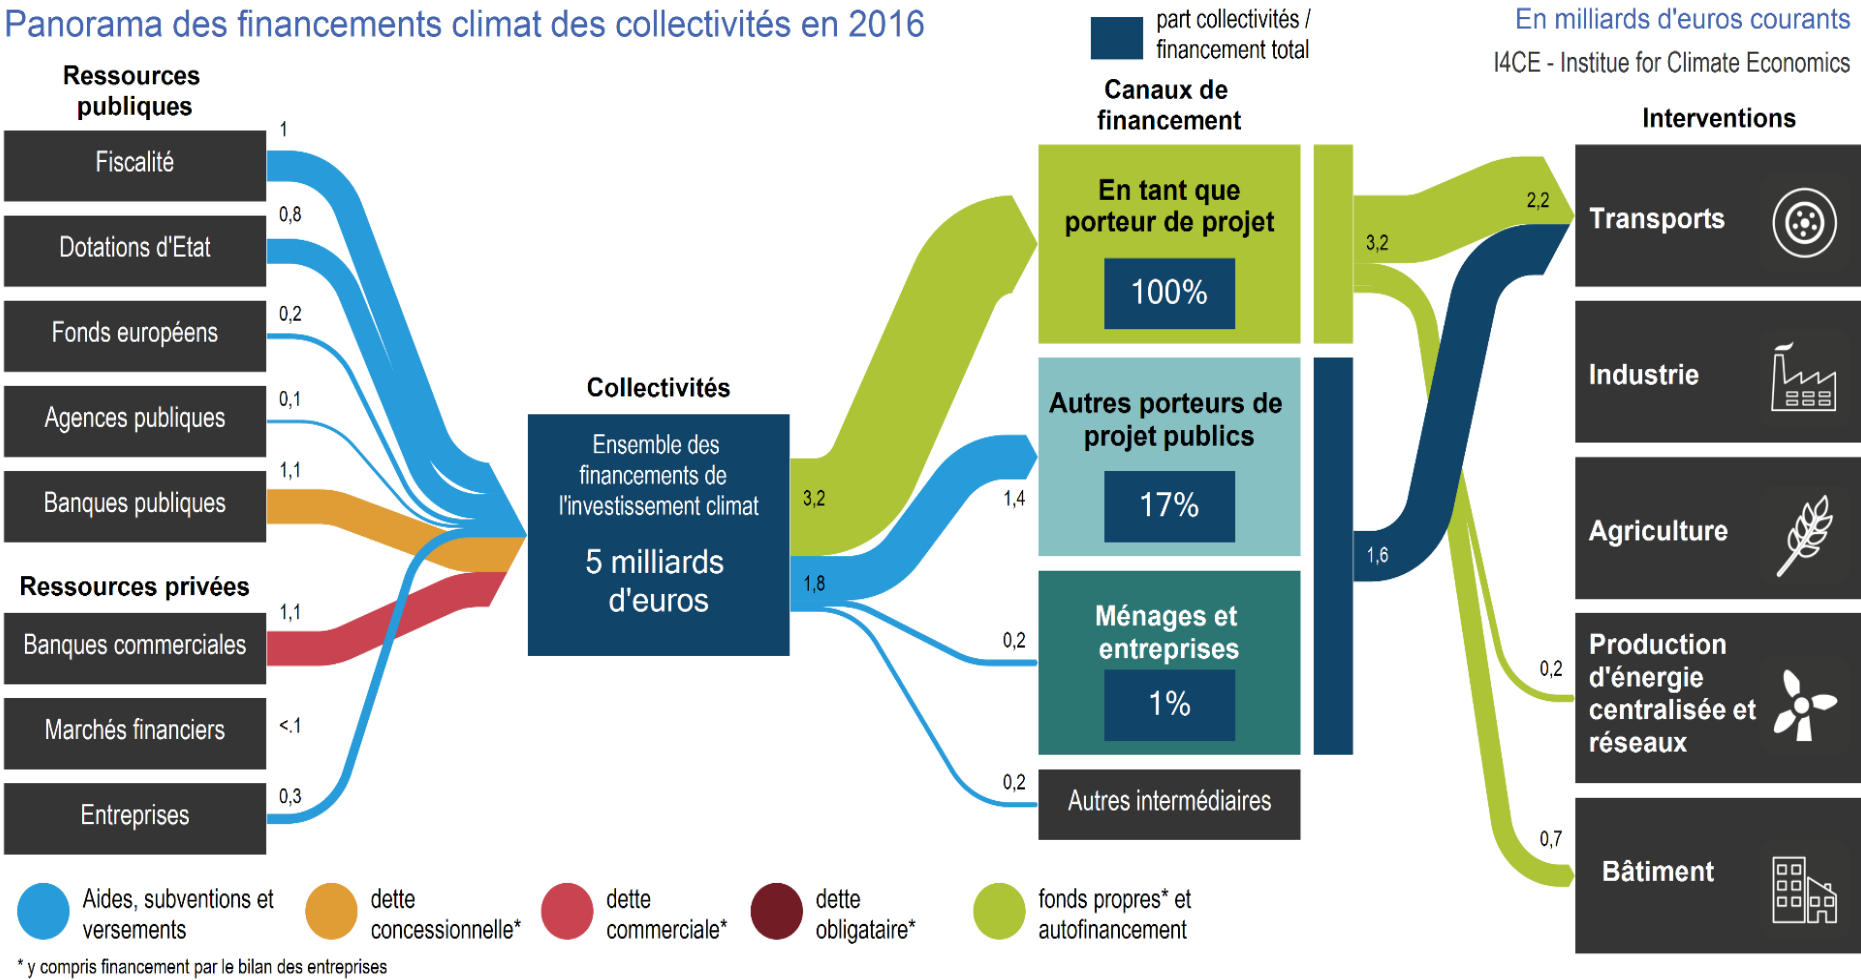 Panorama des financements climat des collectivités en 2016
part collectivités /
financement total
En milliards d'euros courants
I4CE - Institue for Climate Economics
Ressources
publiques
1
Fiscalité
0,8
Dotations d'Etat
0,2
Fonds européens
0,1
Agences publiques
1,1
Banques publiques
Ressources privées
1,1
Banques commerciales
<.1
Marchés financiers
0,3
Entreprises
Collectivités
Ensemble des
financements de
l'investissement climat
5 milliards
d'euros
3,2
1,8
1,4
0,2
0,2
Canaux de
financement
En tant que
porteur de projet
100%
Autres porteurs de
projet publics
17%
Ménages et
entreprises
1%
Autres intermédiaires
3,2
1,6
2,2
0,2
0,7
Interventions
Transports
Industrie
Agriculture
Production
d'énergie
centralisée et
réseaux
Bâtiment
Aides, subventions et
versements
dette
concessionnelle*
dette
commerciale*
dette
obligataire*
fonds propres* et
autofinancement
* y compris financement par le bilan des entreprises